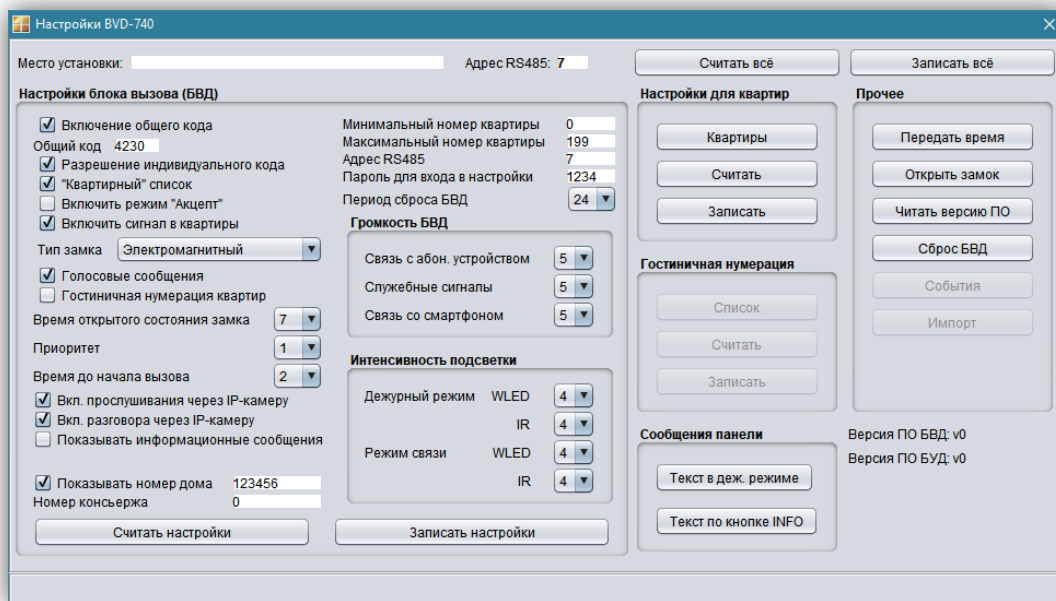 Настройки BVD-740
Место установки:
Адрес RS485: 7
Считать всё
Записать всё
Настройки блока вызова (БВД)
Включение общего кода
Общий код 4230
Разрешение индивидуального кода
"Квартирный" список
Включить режим "Акцепт"
Включить сигнал в квартиры
Тип замка Электромагнитный
Голосовые сообщения
Гостиничная нумерация квартир
Время открытого состояния замка 7
Приоритет 1
Время до начала вызова 2
Вкл. прослушивания через IP-камеру
Вкл. разговора через IP-камеру
Показывать информационные сообщения
Показывать номер дома 123456
Номер консьержа 0
Считать настройки
Минимальный номер квартиры 0
Максимальный номер квартиры 199
Адрес RS485 7
Пароль для входа в настройки 1234
Период сброса БВД 24
Громкость БВД
Связь с абон. устройством 5
Служебные сигналы 5
Связь со смартфоном 5
Интенсивность подсветки
Дежурный режим WLED 4
IR 4
Режим связи WLED 4
IR 4
Записать настройки
Настройки для квартир
Квартиры
Считать
Записать
Гостиничная нумерация
Список
Считать
Записать
Сообщения панели
Текст в деж. режиме
Текст по кнопке INFO
Прочее
Передать время
Открыть замок
Читать версию ПО
Сброс БВД
События
Импорт
Версия ПО БВД: v0
Версия ПО БУД: v0